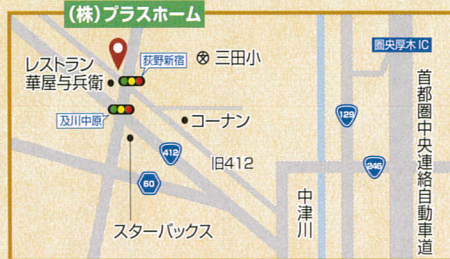 (株)プラスホーム
荻野新宿
文 三田小
圏央厚木IC
レストラン
華屋与兵衛
及川中原
コーナン
129
412
旧412
246
60
スターバックス
中津川
首都圏中央連絡自動車道